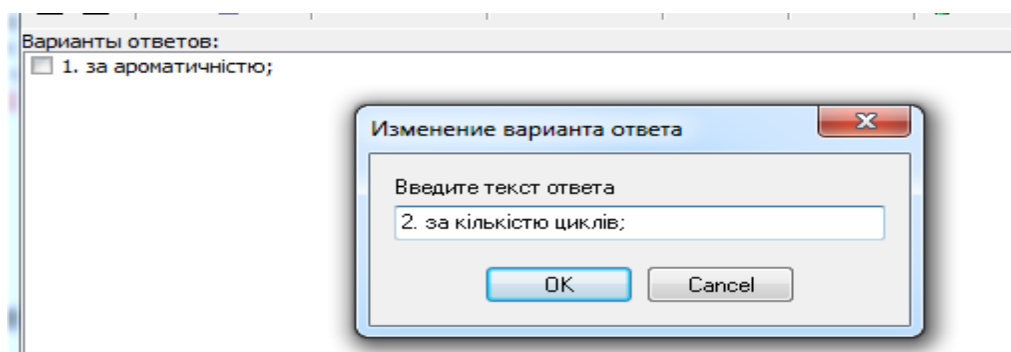 Варианты ответов:
1. за ароматичністю;
Изменение варианта ответа
Введите текст ответа
2. за кількістю циклів;
OK
Cancel